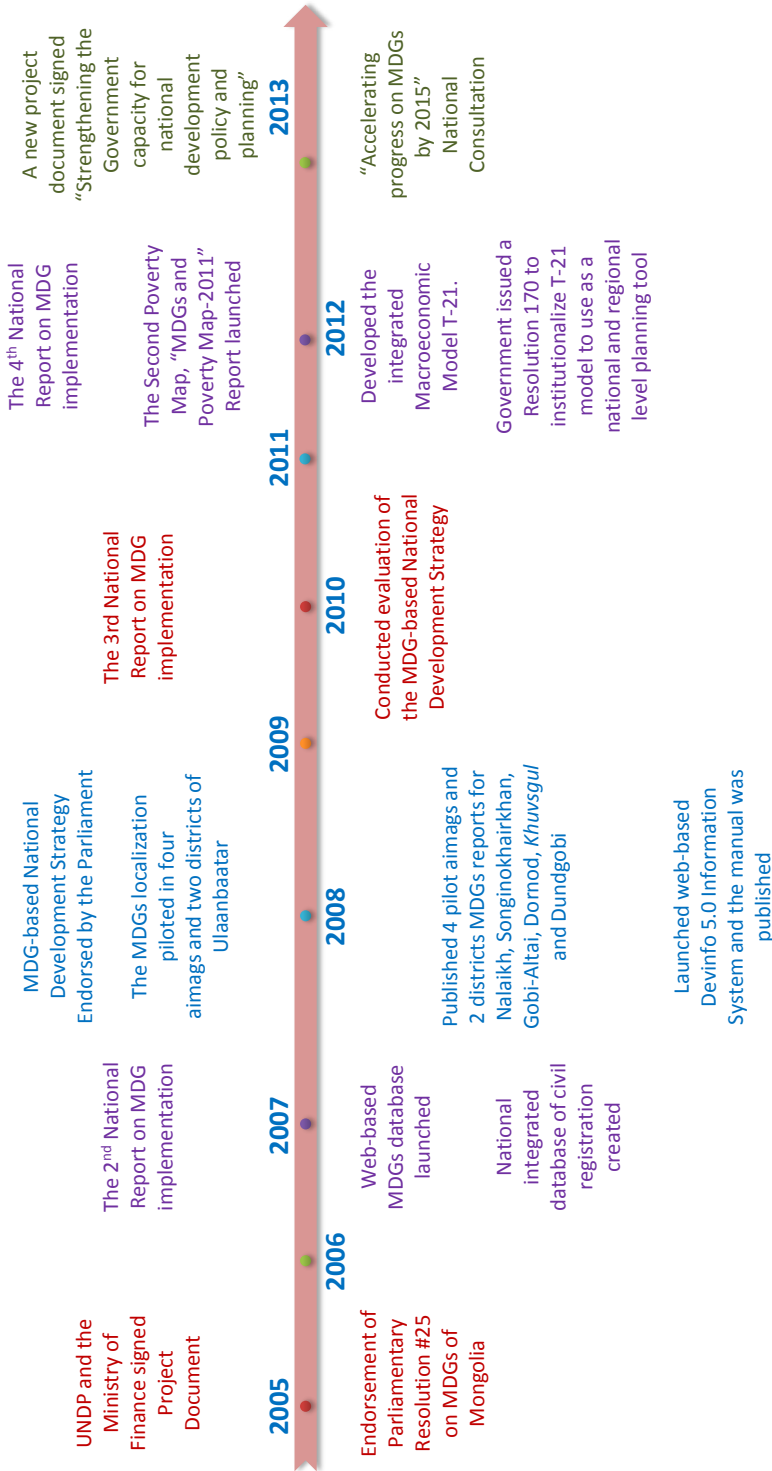 UNDP and the
Ministry of
Finance signed
Project
Document
2005
Endorsement of
Parliamentary
Resolution #25
on MDGs of
Mongolia
2006
The 2nd National
Report on MDG
implementation
2007
Web-based
MDGs database
launched
National
integrated
database of civil
registration
created
MDG-based National
Development Strategy
Endorsed by the Parliament
The MDGs localization
piloted in four
aimags and two districts of
Ulaanbaatar
2008
Published 4 pilot aimags and
2 districts MDGs reports for
Nalaikh, Songinokhairkhan,
Gobi-Altai, Dornod, Khuvsgul
and Dundgobi
Launched web-based
Devinfo 5.0 Information
System and the manual was
published
2009
The 3rd National
Report on MDG
implementation
2010
Conducted evaluation of
the MDG-based National
Development Strategy
2011
The 4th National
Report on MDG
implementation
The Second Poverty
Map, “MDGs and
Poverty Map-2011”
Report launched
2012
Developed the
integrated
Macroeconomic
Model T-21.
Government issued a
Resolution 170 to
institutionalize T-21
model to use as a
national and regional
level planning tool
A new project
document signed
“Strengthening the
Government
capacity for
national
development
policy and
planning”
2013
“Accelerating
progress on MDGs
by 2015”
National
Consultation